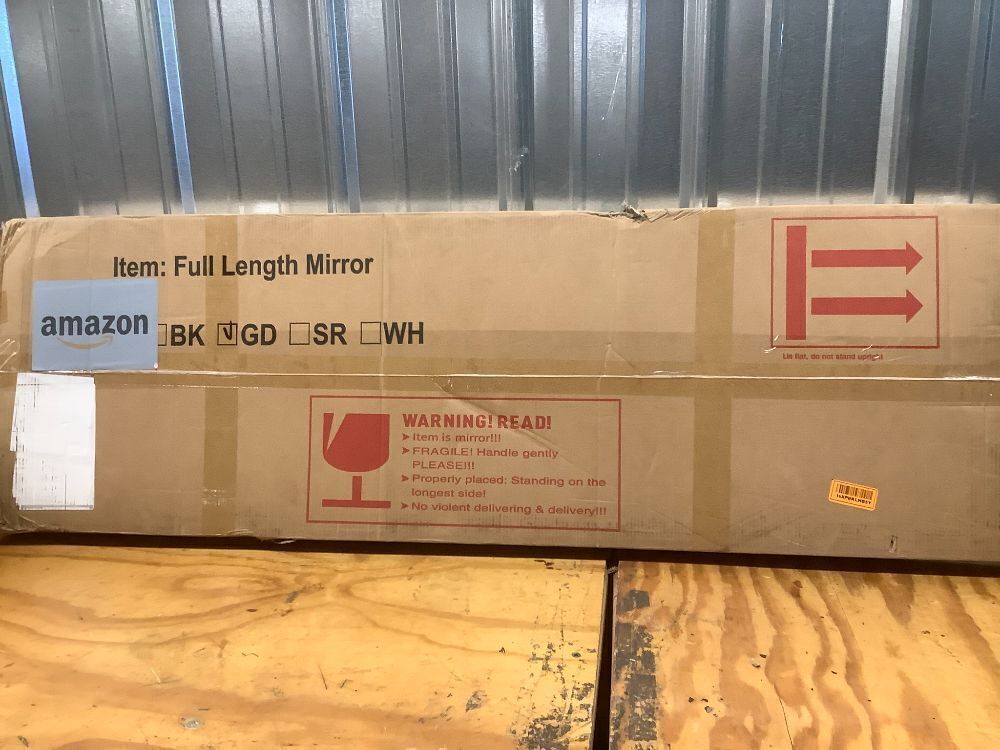 Item: Full Length Mirror
amazon
BK GD SR WH
Lie flat, do not stand upright
WARNING! READ!
Item is mirror!!!
FRAGILE! Handle gently
PLEASE!!!
Properly placed: Standing on the
longest side!
No violent delivering & delivery!!!